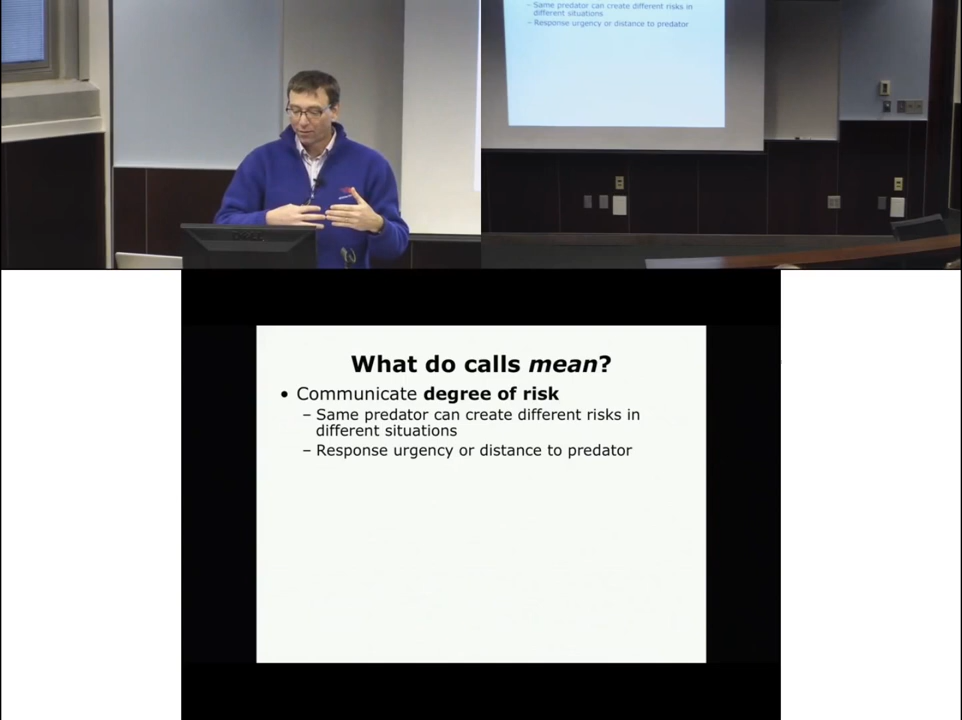 – Same predator can create different risks in
different situations
– Response urgency or distance to predator
DELL
What do calls mean?
• Communicate degree of risk
– Same predator can create different risks in
different situations
– Response urgency or distance to predator